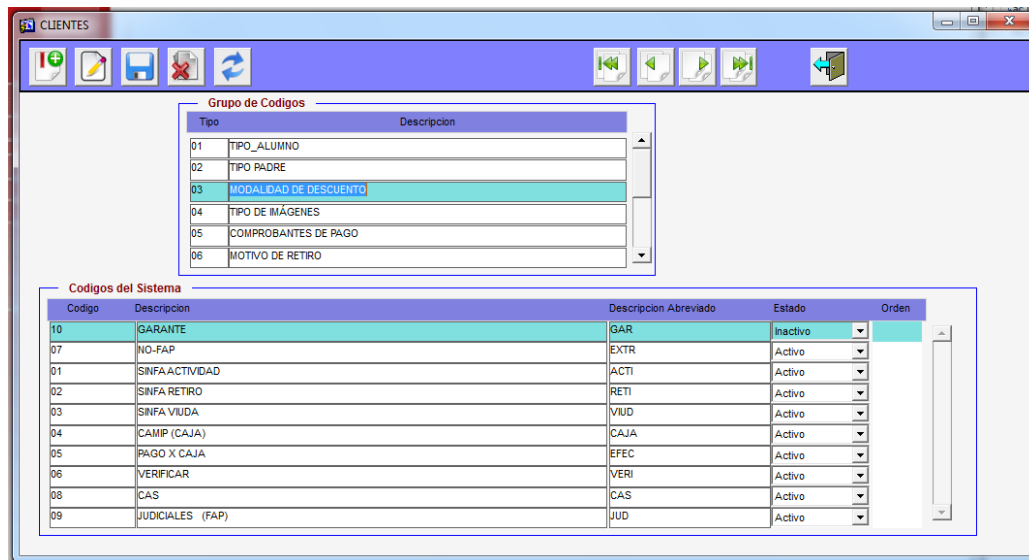 CLIENTES
Grupo de Codigos
Tipo Descripcion
01 TIPO_ALUMNO
02 TIPO PADRE
03 MODALIDAD DE DESCUENTO
04 TIPO DE IMÁGENES
05 COMPROBANTES DE PAGO
06 MOTIVO DE RETIRO
Codigos del Sistema
Codigo Descripcion Descripcion Abreviado Estado Orden
10 GARANTE GAR Inactivo
07 NO-FAP EXTR Activo
01 SINFA ACTIVIDAD ACTI Activo
02 SINFA RETIRO RETI Activo
03 SINFA VIUDA VIUD Activo
04 CAMIP (CAJA) CAJA Activo
05 PAGO X CAJA EFEC Activo
06 VERIFICAR VERI Activo
08 CAS CAS Activo
09 JUDICIALES (FAP) JUD Activo